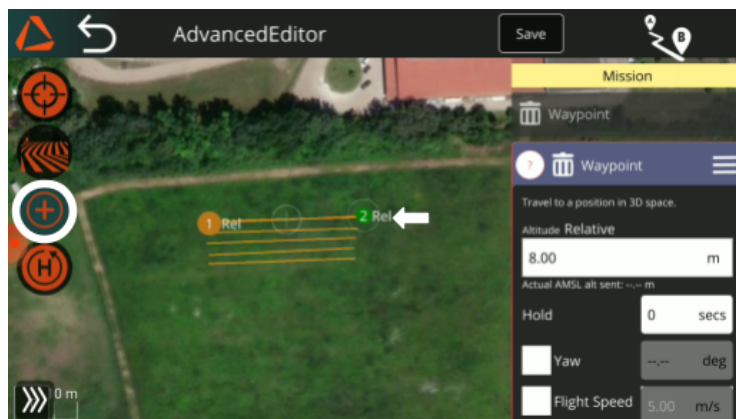 AdvancedEditor
Save
A
B
Mission
Waypoint
? Waypoint
Travel to a position in 3D space.
Altitude Relative
8.00 m
Actual AMSL alt sent: --.-- m
Hold 0 secs
Yaw --.-- deg
Flight Speed 5.00 m/s
1 Rel
2 Rel
H
0 m